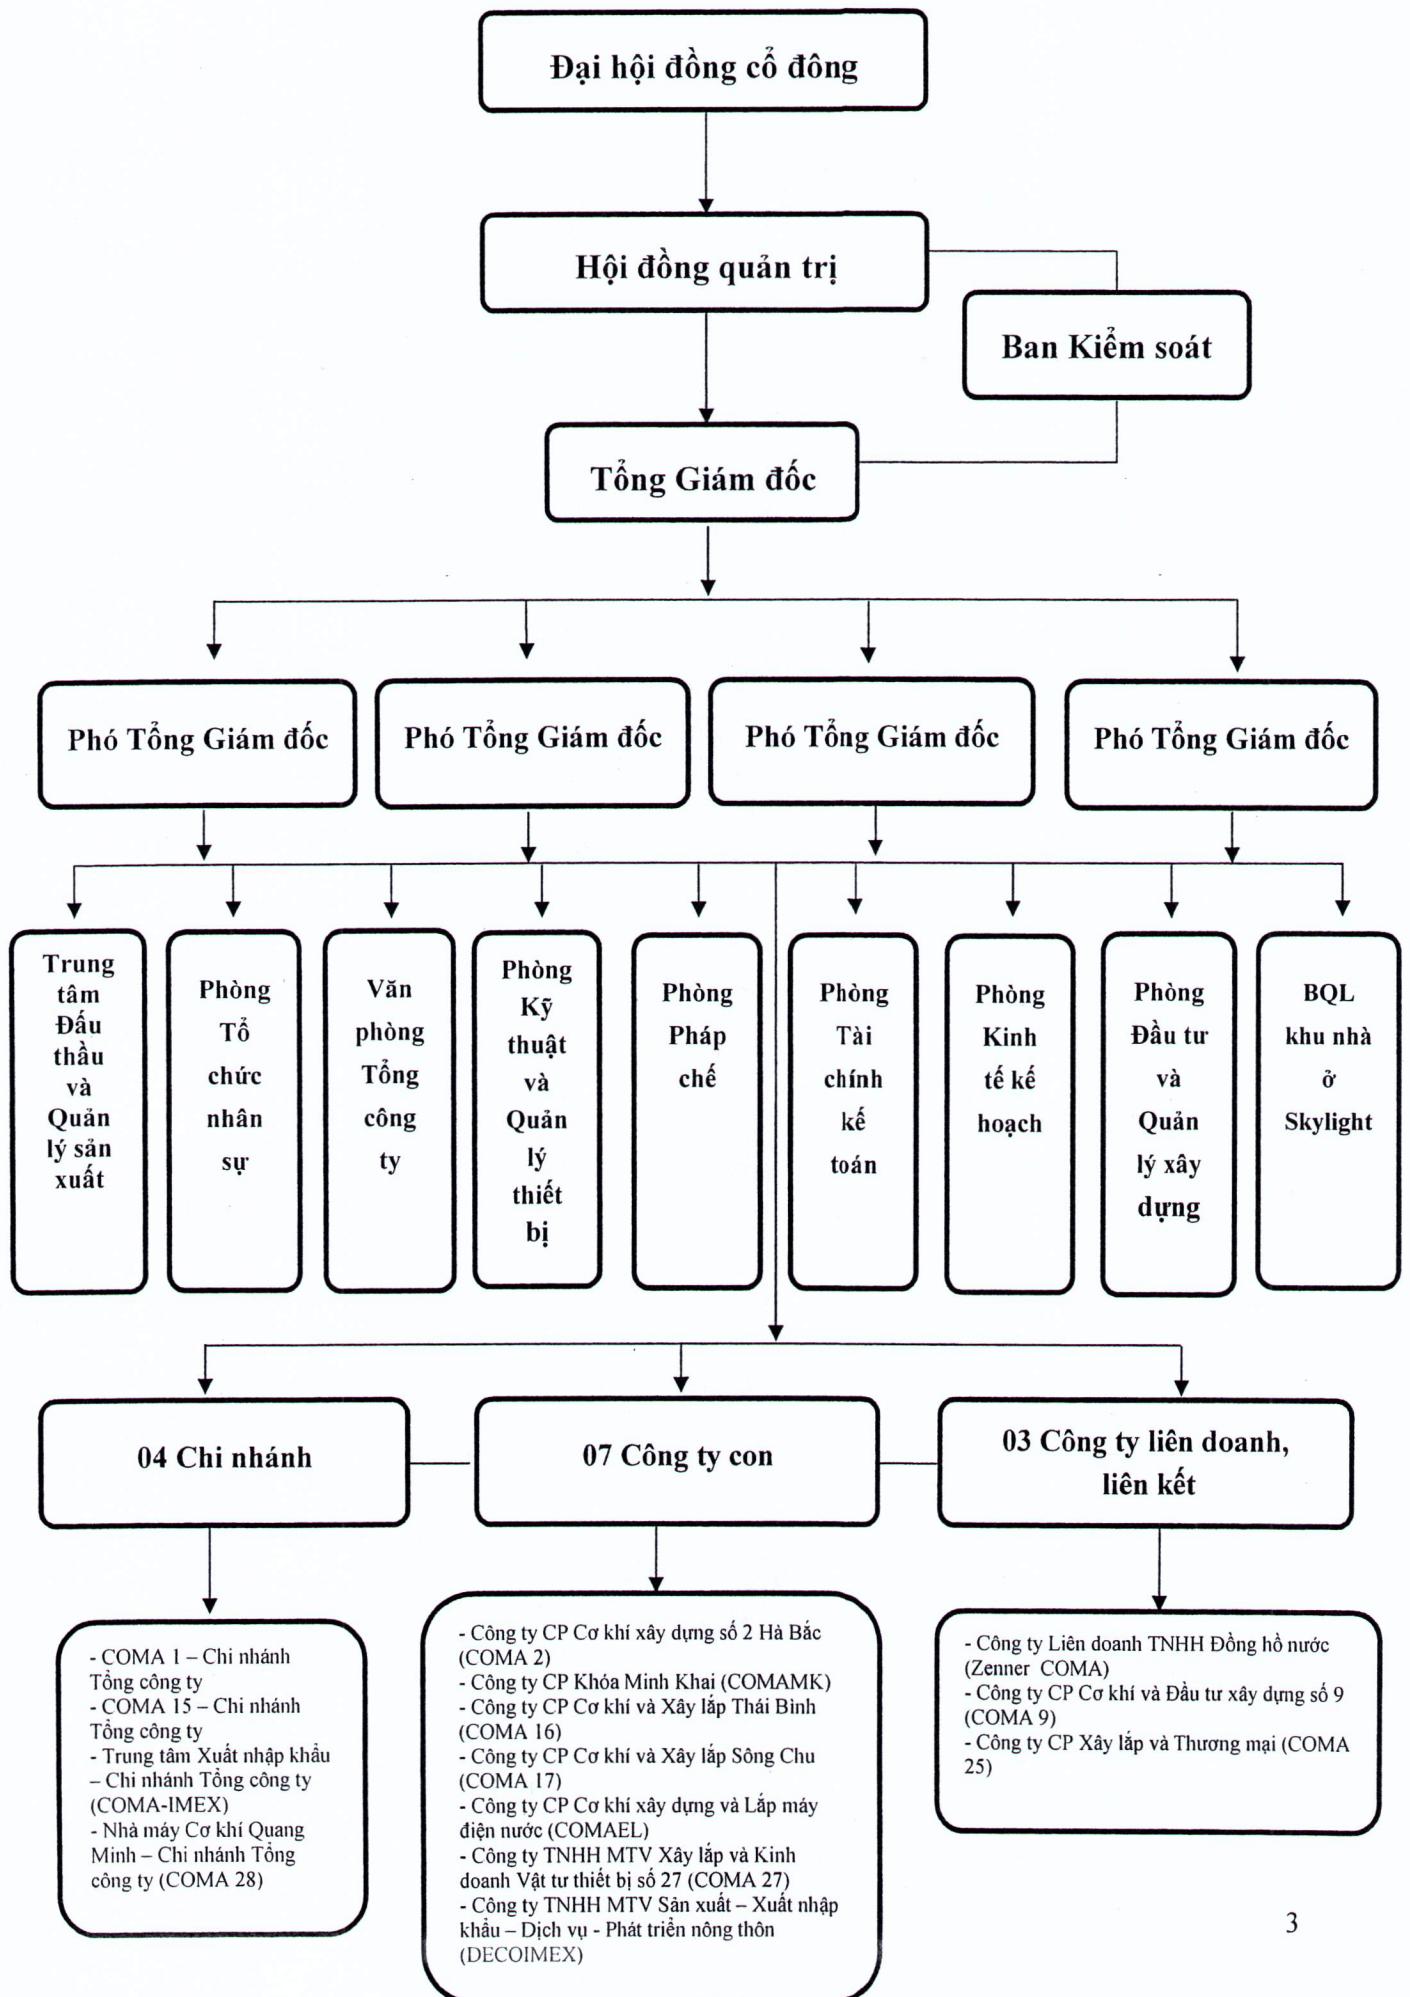 Đại hội đồng cổ đông
Hội đồng quản trị
Ban Kiểm soát
Tổng Giám đốc
Phó Tổng Giám đốc
Phó Tổng Giám đốc
Phó Tổng Giám đốc
Phó Tổng Giám đốc
Trung
tâm
Đấu
thầu
và
Quản
lý sản
xuất
Phòng
Tổ
chức
nhân
sự
Văn
phòng
Tổng
công
ty
Phòng
Kỹ
thuật
và
Quản
lý
thiết
bị
Phòng
Pháp
chế
Phòng
Tài
chính
kế
toán
Phòng
Kinh
tế kế
hoạch
Phòng
Đầu tư
và
Quản
lý xây
dựng
BQL
khu nhà
ở
Skylight
04 Chi nhánh
07 Công ty con
03 Công ty liên doanh,
liên kết
- COMA 1 – Chi nhánh
Tổng công ty
- COMA 15 – Chi nhánh
Tổng công ty
- Trung tâm Xuất nhập khẩu
– Chi nhánh Tổng công ty
(COMA-IMEX)
- Nhà máy Cơ khí Quang
Minh – Chi nhánh Tổng
công ty (COMA 28)
- Công ty CP Cơ khí xây dựng số 2 Hà Bắc
(COMA 2)
- Công ty CP Khóa Minh Khai (COMAMK)
- Công ty CP Cơ khí và Xây lắp Thái Bình
(COMA 16)
- Công ty CP Cơ khí và Xây lắp Sông Chu
(COMA 17)
- Công ty CP Cơ khí xây dựng và Lắp máy
điện nước (COMAEL)
- Công ty TNHH MTV Xây lắp và Kinh
doanh Vật tư thiết bị số 27 (COMA 27)
- Công ty TNHH MTV Sản xuất – Xuất nhập
khẩu – Dịch vụ - Phát triển nông thôn
(DECOIMEX)
- Công ty Liên doanh TNHH Đồng hồ nước
(Zenner COMA)
- Công ty CP Cơ khí và Đầu tư xây dựng số 9
(COMA 9)
- Công ty CP Xây lắp và Thương mại (COMA
25)
3